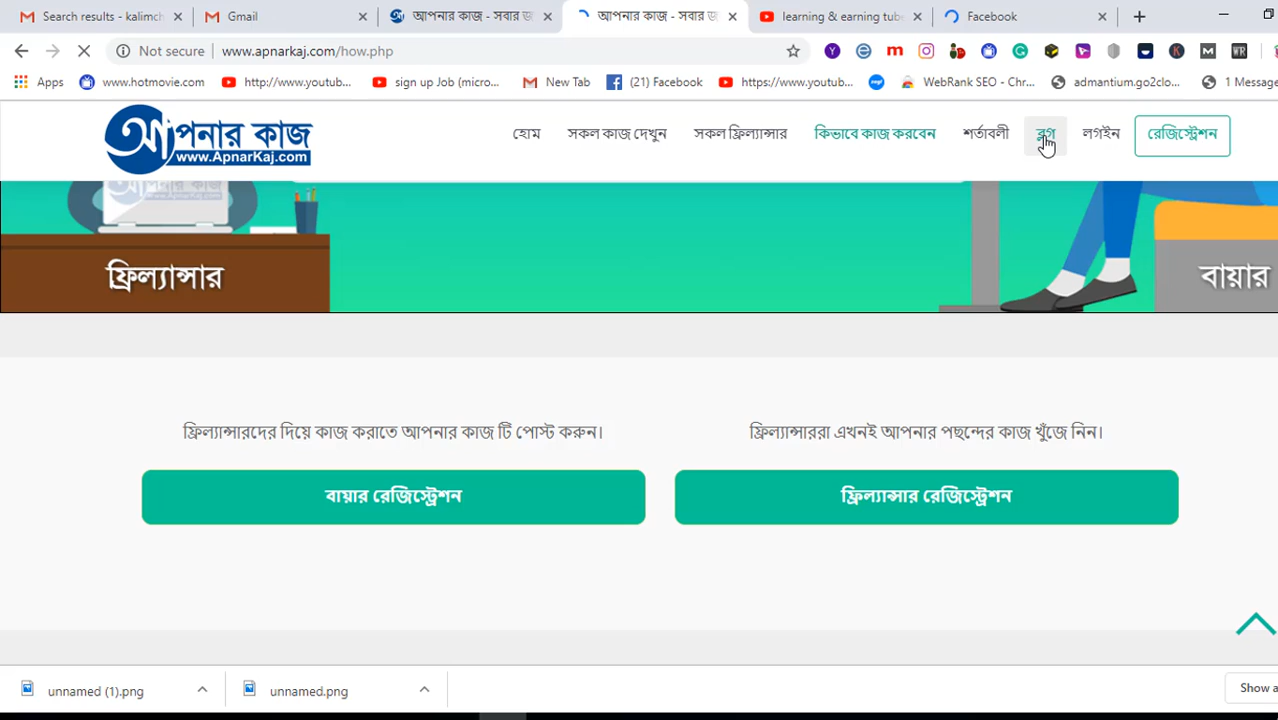 Search results - kalimch
Gmail
আপনার কাজ - সবার জ
আপনার কাজ - সবার জ
learning & earning tub
Facebook
Not secure
www.apnarkaj.com/how.php
Apps
www.hotmovie.com
http://www.youtub...
sign up Job (micro...
New Tab
(21) Facebook
https://www.youtub...
WebRank SEO - Chr...
admantium.go2clo...
1 Message
আপনার কাজ
www.ApnarKaj.com
হোম
সকল কাজ দেখুন
সকল ফ্রিল্যান্সার
কিভাবে কাজ করবেন
শর্তাবলী
ব্লগ
লগইন
রেজিস্ট্রেশন
ফ্রিল্যান্সার
বায়ার
ফ্রিল্যান্সারদের দিয়ে কাজ করাতে আপনার কাজ টি পোস্ট করুন।
ফ্রিল্যান্সাররা এখনই আপনার পছন্দের কাজ খুঁজে নিন।
বায়ার রেজিস্ট্রেশন
ফ্রিল্যান্সার রেজিস্ট্রেশন
unnamed (1).png
unnamed.png
Show a